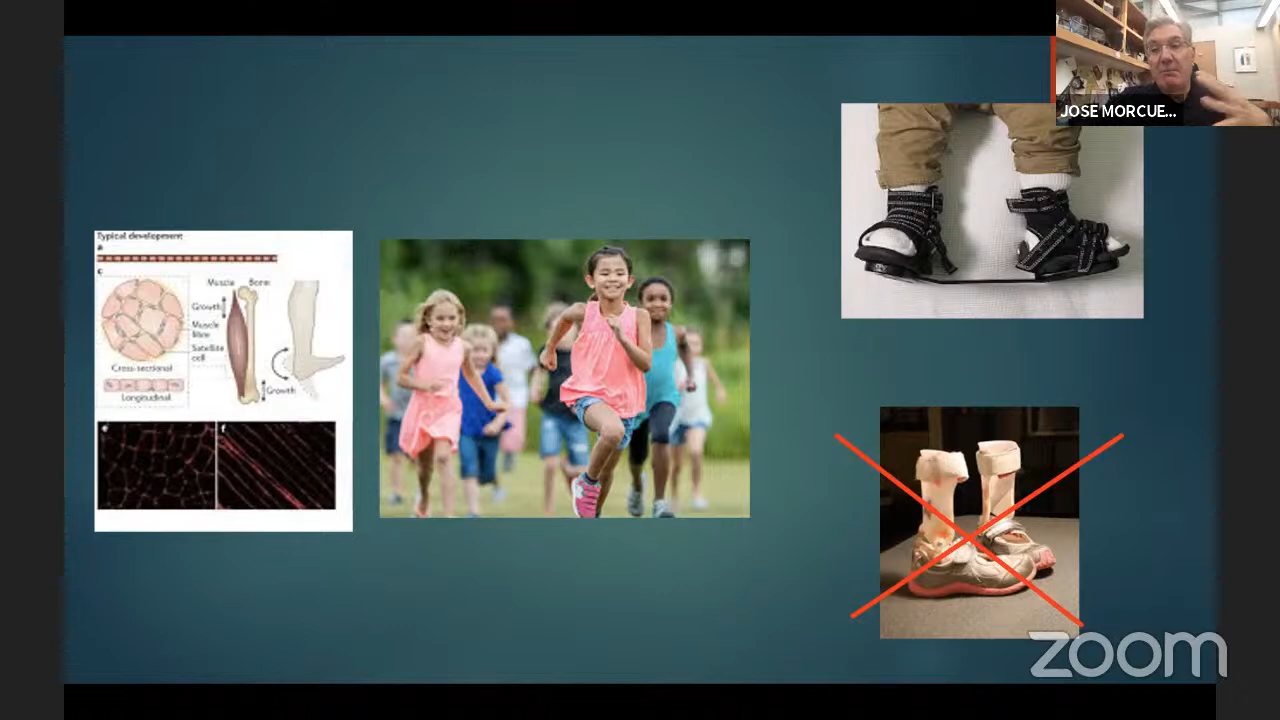 JOSE MORCUE...
Typical development
a
c
Muscle Bone
Growth
Muscle
fibre
Satellite
cell
Cross-sectional
Growth
Longitudinal
e f
zoom